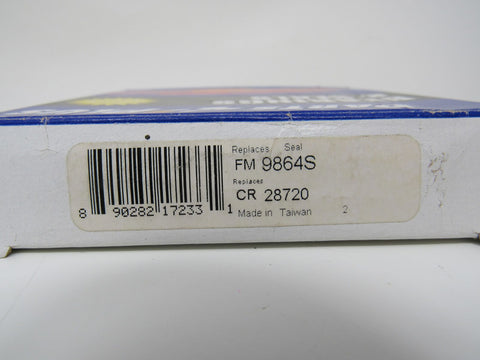 Replaces Seal
FM 9864S
Replaces
CR 28720
Made in Taiwan 2
8 90282 17233 1